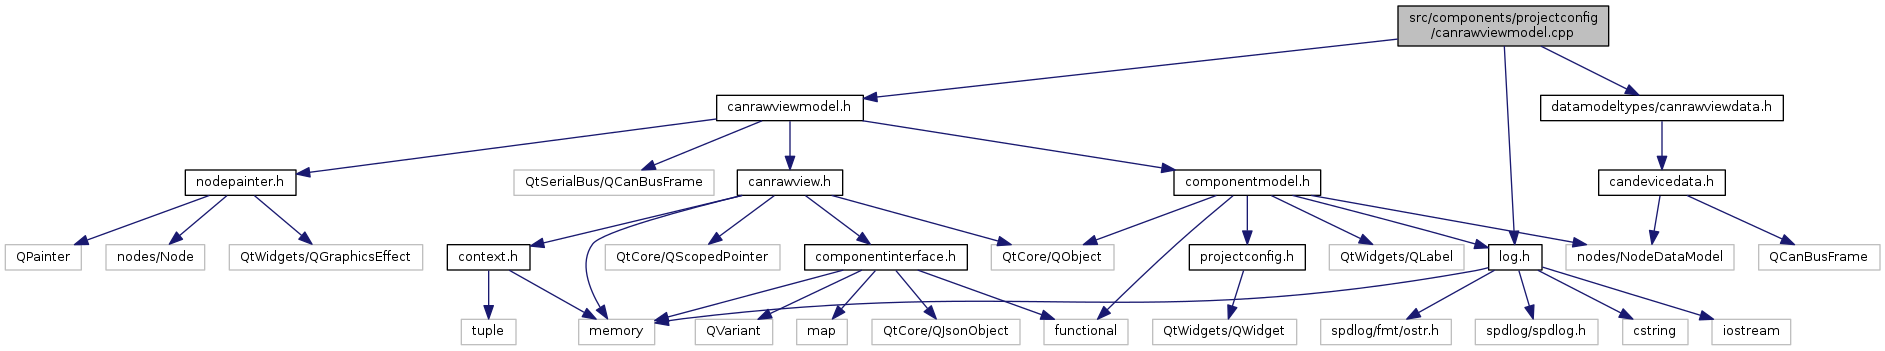 src/components/projectconfig
/canrawviewmodel.cpp
canrawviewmodel.h
datamodeltypes/canrawviewdata.h
nodepainter.h
QtSerialBus/QCanBusFrame
canrawview.h
componentmodel.h
candevicedata.h
QPainter
nodes/Node
QtWidgets/QGraphicsEffect
context.h
QtCore/QScopedPointer
componentinterface.h
QtCore/QObject
projectconfig.h
QtWidgets/QLabel
log.h
nodes/NodeDataModel
QCanBusFrame
tuple
memory
QVariant
map
QtCore/QJsonObject
functional
QtWidgets/QWidget
spdlog/fmt/ostr.h
spdlog/spdlog.h
cstring
iostream